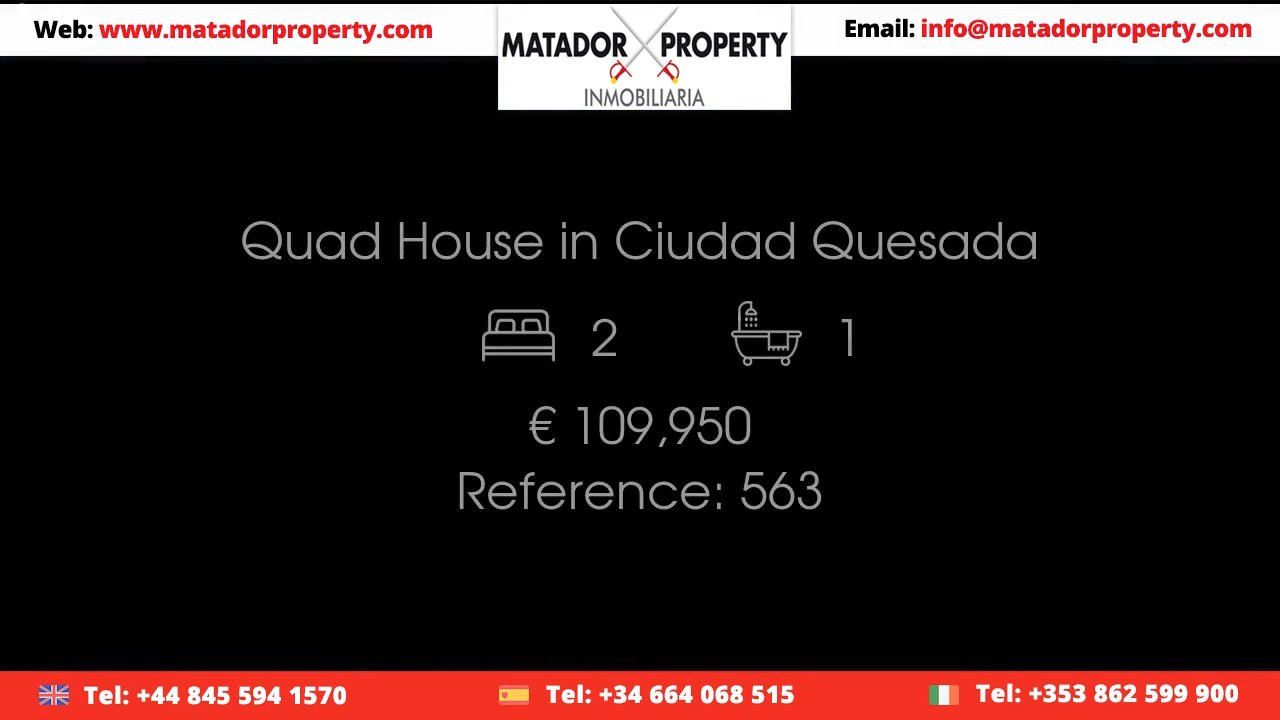 Web: www.matadorproperty.com
MATADOR PROPERTY
INMOBILIARIA
Email: info@matadorproperty.com
Quad House in Ciudad Quesada
2 1
€ 109,950
Reference: 563
Tel: +44 845 594 1570
Tel: +34 664 068 515
Tel: +353 862 599 900